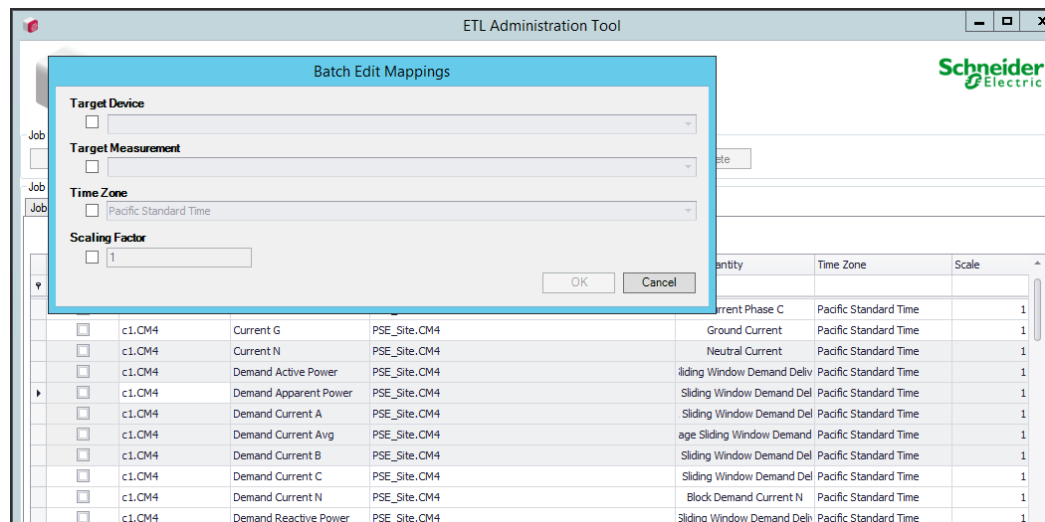 ETL Administration Tool
Schneider
Electric
Batch Edit Mappings
Target Device
Job
Target Measurement
Job
Time Zone
Job
Pacific Standard Time
Scaling Factor
1
OK Cancel
Time Zone Scale
Pacific Standard Time 1
c1.CM4 Current G PSE_Site.CM4 Ground Current Pacific Standard Time 1
c1.CM4 Current N PSE_Site.CM4 Neutral Current Pacific Standard Time 1
c1.CM4 Demand Active Power PSE_Site.CM4 Sliding Window Demand Deliv Pacific Standard Time 1
c1.CM4 Demand Apparent Power PSE_Site.CM4 Sliding Window Demand Del Pacific Standard Time 1
c1.CM4 Demand Current A PSE_Site.CM4 Sliding Window Demand Del Pacific Standard Time 1
c1.CM4 Demand Current Avg PSE_Site.CM4 age Sliding Window Demand Pacific Standard Time 1
c1.CM4 Demand Current B PSE_Site.CM4 Sliding Window Demand Del Pacific Standard Time 1
c1.CM4 Demand Current C PSE_Site.CM4 Sliding Window Demand Del Pacific Standard Time 1
c1.CM4 Demand Current N PSE_Site.CM4 Block Demand Current N Pacific Standard Time 1
c1.CM4 Demand Reactive Power PSE_Site.CM4 Sliding Window Demand Deliv Pacific Standard Time 1